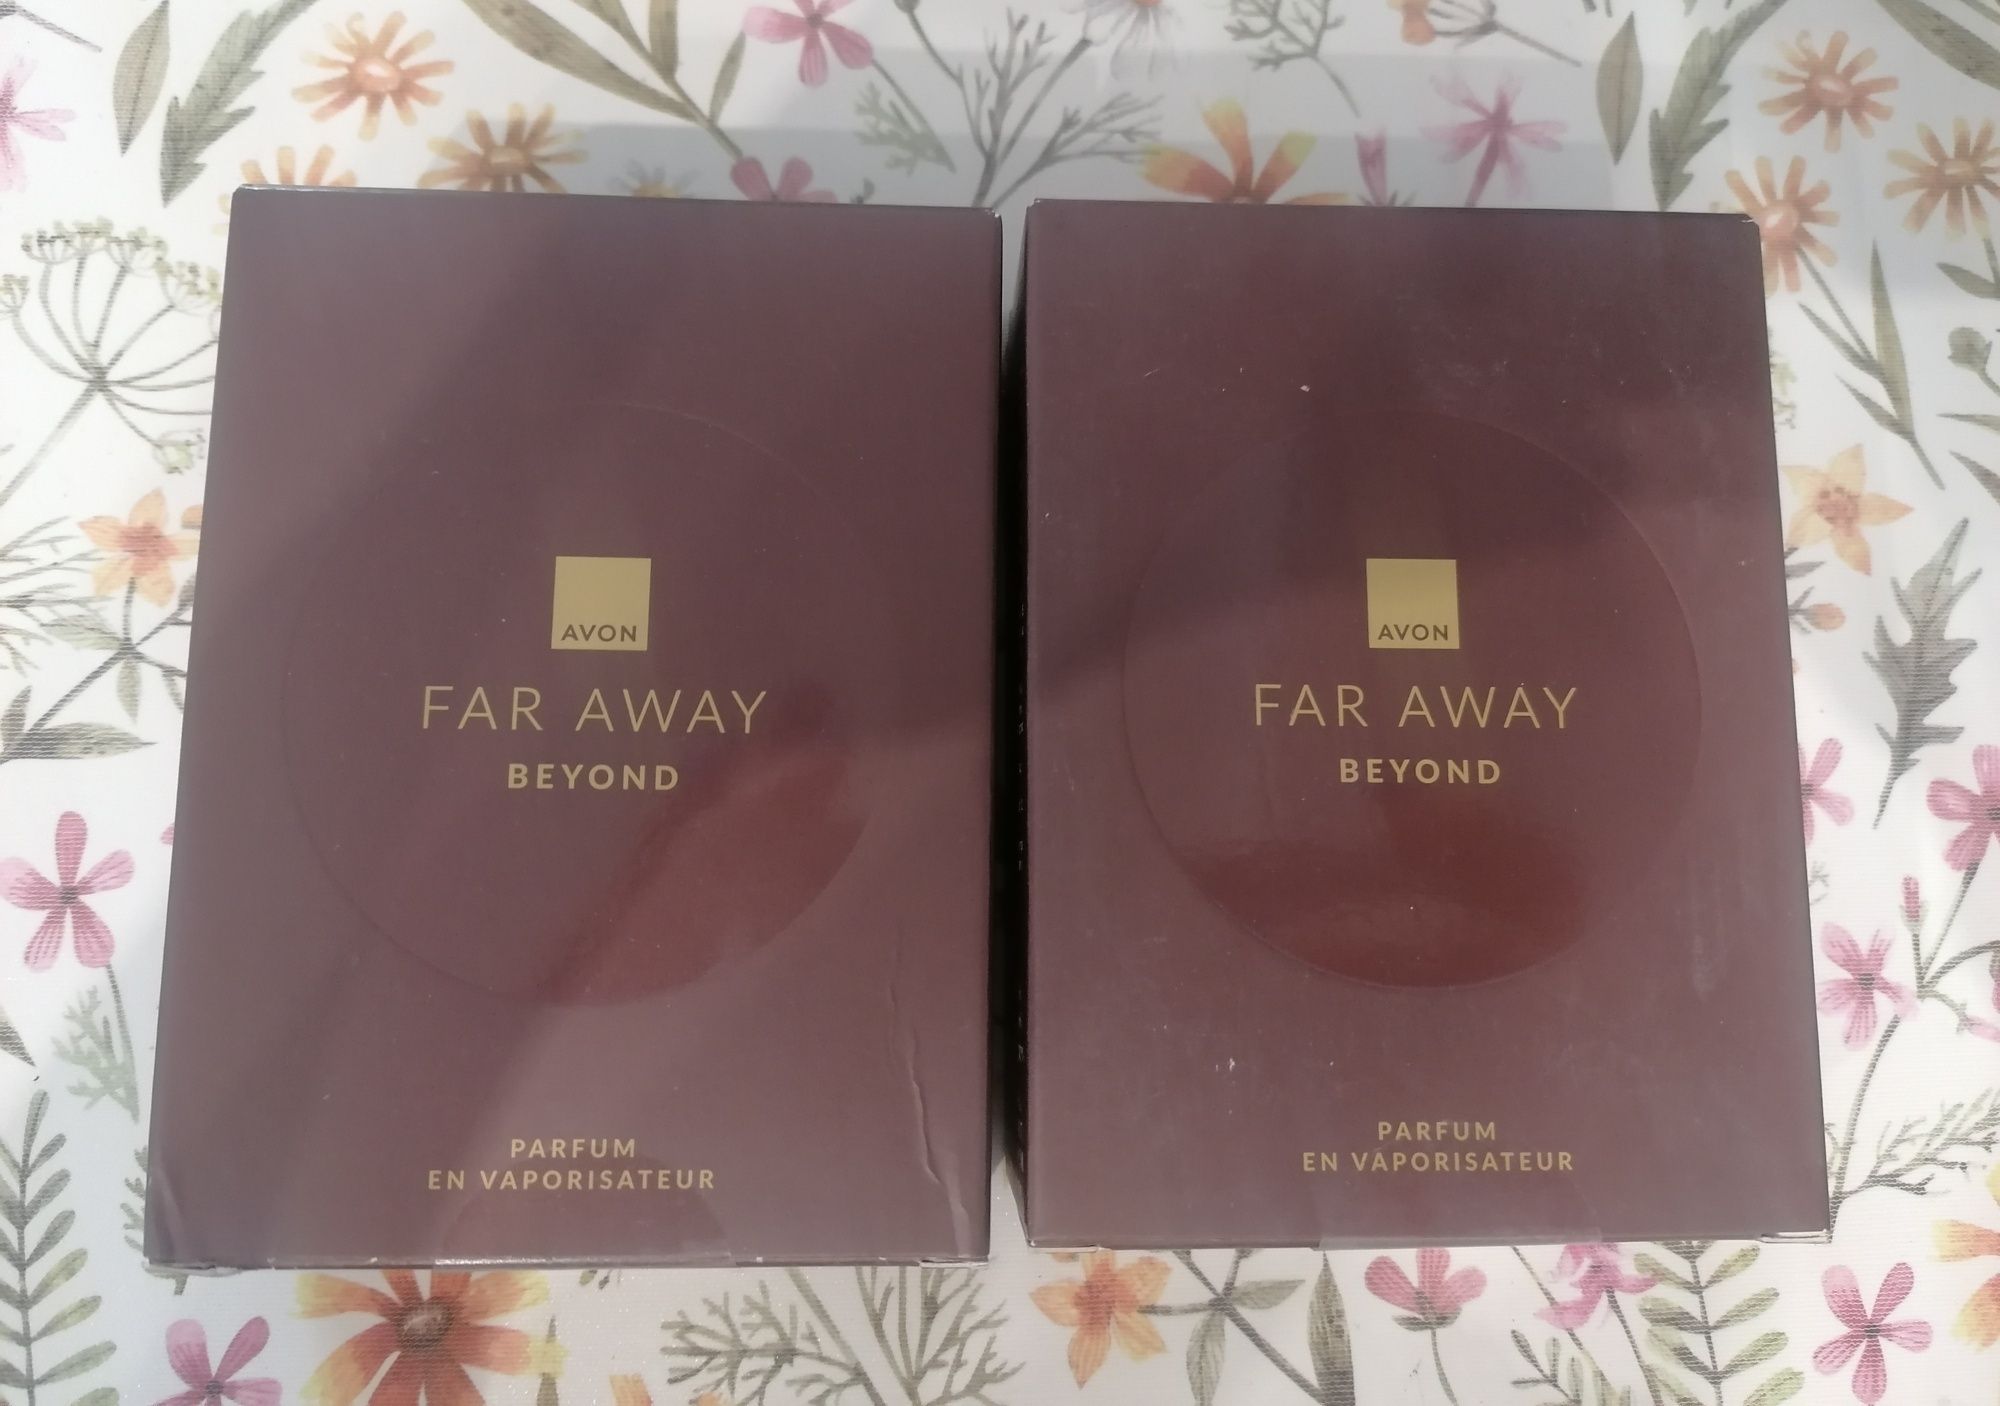 AVON
FAR AWAY
BEYOND
PARFUM
EN VAPORISATEUR
AVON
FAR AWAY
BEYOND
PARFUM
EN VAPORISATEUR